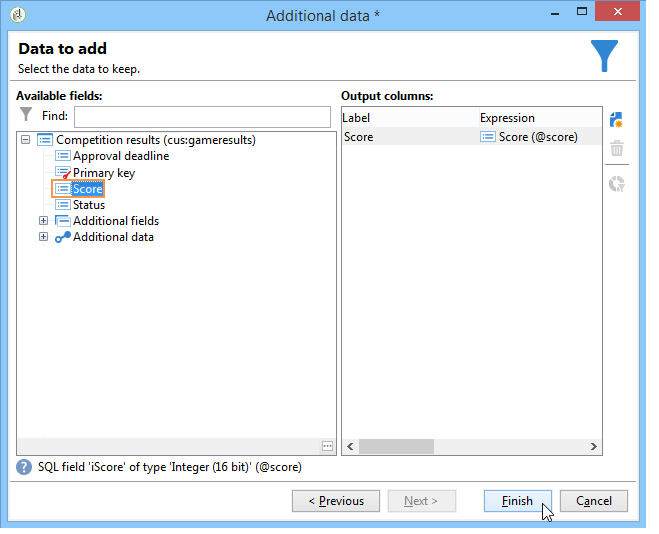 Additional data *
Data to add
Select the data to keep.
Available fields:
Find:
Competition results (cus:gameresults)
Approval deadline
Primary key
Score
Status
Additional fields
Additional data
Output columns:
Label Expression
Score Score (@score)
SQL field 'iScore' of type 'Integer (16 bit)' (@score)
< Previous Next > Finish Cancel